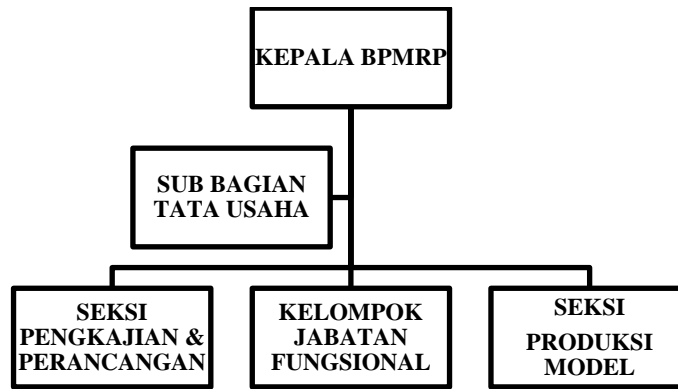 KEPALA BPMRP
SUB BAGIAN
TATA USAHA
SEKSI
PENGKAJIAN &
PERANCANGAN
KELOMPOK
JABATAN
FUNGSIONAL
SEKSI
PRODUKSI
MODEL